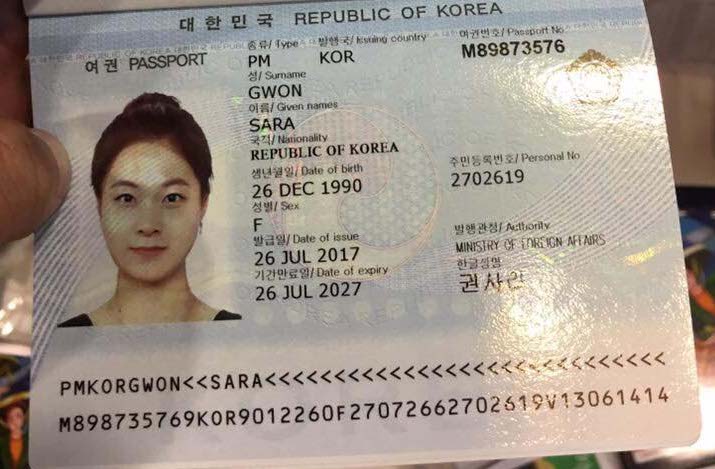 대한민국 REPUBLIC OF KOREA
여권 PASSPORT
종류/ Type 발행국/ Issuing country 여권번호/ Passport No
PM KOR M89873576
성/ Surname
GWON
이름/ Given names
SARA
국적/ Nationality
REPUBLIC OF KOREA
생년월일/ Date of birth 주민등록번호/ Personal No
26 DEC 1990 2702619
성별/ Sex
F
발급일/ Date of issue 발행관청/ Authority
26 JUL 2017 MINISTRY OF FOREIGN AFFAIRS
기간만료일/ Date of expiry 한글성명
26 JUL 2027 권사라
PMKORGWON<<SARA<<<<<<<<<<<<<<<<<<<<<<<<<<<<<
M898735769KOR9012260F27072662702619V13061414